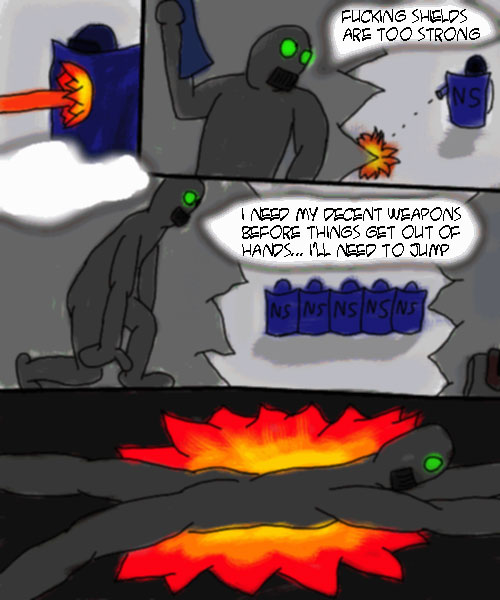 FUCKING SHIELDS
ARE TOO STRONG
NS
I NEED MY DECENT WEAPONS
BEFORE THINGS GET OUT OF
HANDS... I'LL NEED TO JUMP
NS NS NS NS NS